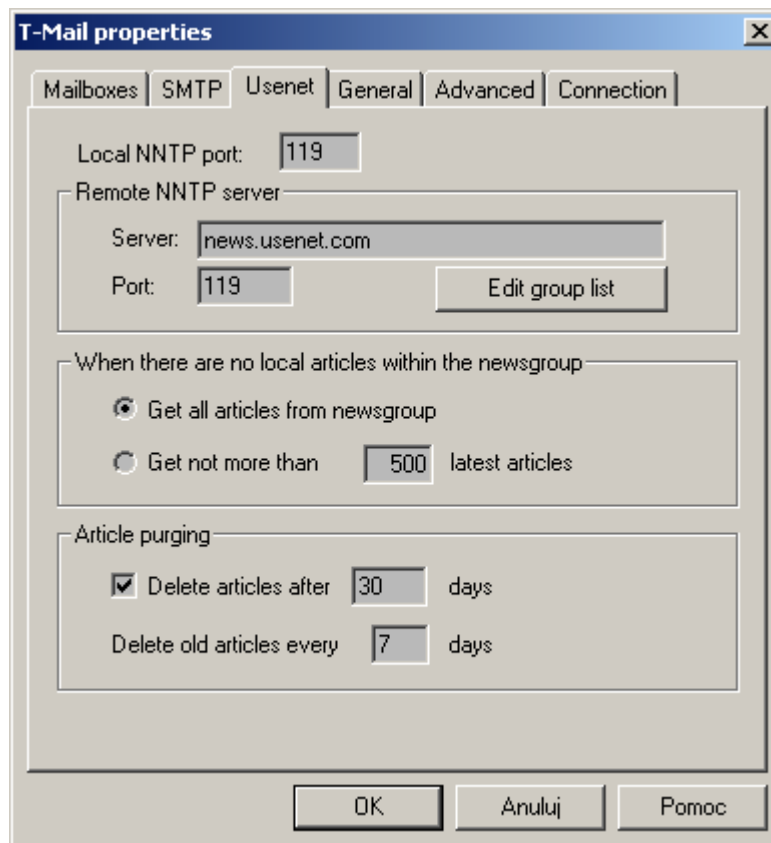 T-Mail properties
Mailboxes SMTP Usenet General Advanced Connection
Local NNTP port: 119
Remote NNTP server
Server: news.usenet.com
Port: 119 Edit group list
When there are no local articles within the newsgroup
Get all articles from newsgroup
Get not more than 500 latest articles
Article purging
Delete articles after 30 days
Delete old articles every 7 days
OK Anuluj Pomoc